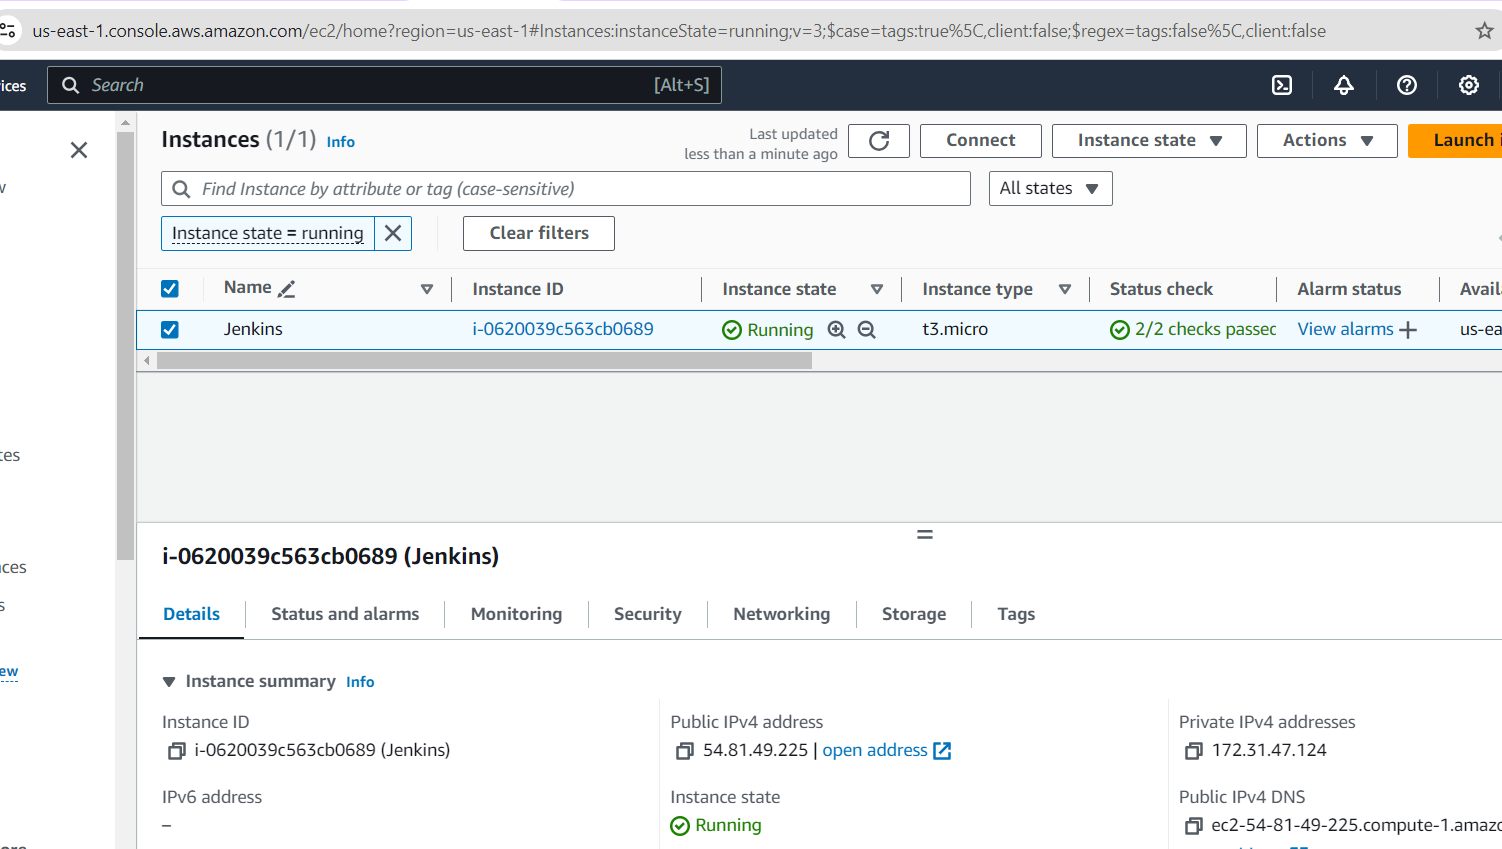 us-east-1.console.aws.amazon.com/ec2/home?region=us-east-1#Instances:instanceState=running;v=3;$case=tags:true%5C,client:false;$regex=tags:false%5C,client:false
ices Search [Alt+S]
Instances (1/1) Info Last updated less than a minute ago Connect Instance state Actions Launch i
Find Instance by attribute or tag (case-sensitive) All states
Instance state = running Clear filters
Name Instance ID Instance state Instance type Status check Alarm status Avail
Jenkins i-0620039c563cb0689 Running t3.micro 2/2 checks passec View alarms us-ea
tes
i-0620039c563cb0689 (Jenkins)
nces
Details Status and alarms Monitoring Security Networking Storage Tags
s
ew
Instance summary Info
Instance ID Public IPv4 address Private IPv4 addresses
i-0620039c563cb0689 (Jenkins) 54.81.49.225 | open address 172.31.47.124
IPv6 address Instance state Public IPv4 DNS
– Running ec2-54-81-49-225.compute-1.amazo